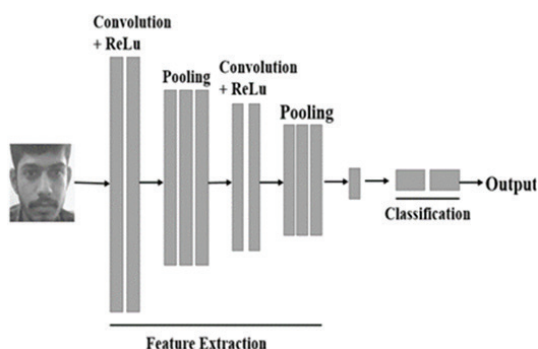 Convolution
+ ReLu
Pooling
Convolution
+ ReLu
Pooling
Output
Classification
Feature Extraction